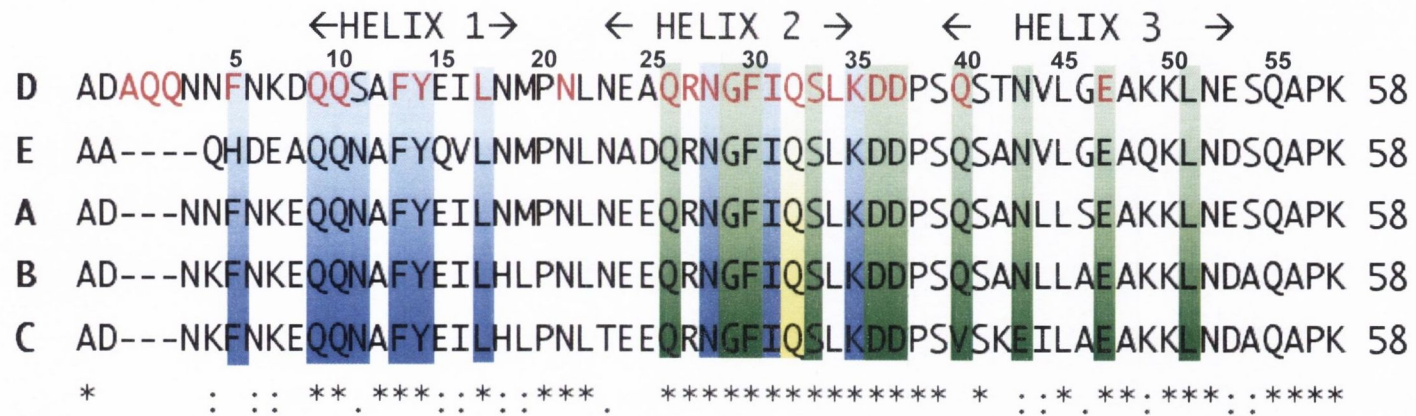 ←HELIX 1→ ← HELIX 2 → ← HELIX 3 →
5 10 15 20 25 30 35 40 45 50 55
D ADAQQNNFNKDQQSAFYEILNMPNLNEAQRNGFIQSLKDDPSQSTNVLGEAKKLNESQAPK 58
E AA----QHDEAQQNAFYQVLNMPNLNADQRNGFIQSLKDDPSQSANVLGEAQKLNDSQAPK 58
A AD---NNFNKEQQNAFYEILNMPNLNEEQRNGFIQSLKDDPSQSANLLSEAKKLNESQAPK 58
B AD---NKFNKEQQNAFYEILHLPNLNEEQRNGFIQSLKDDPSQSANLLAEAKKLNDAQAPK 58
C AD---NKFNKEQQNAFYEILHLPNLTEEQRNGFIQSLKDDPSVSKEILAEAKKLNDAQAPK 58
* : :: **.***::*::***. ************* * ::*.*:**::.****